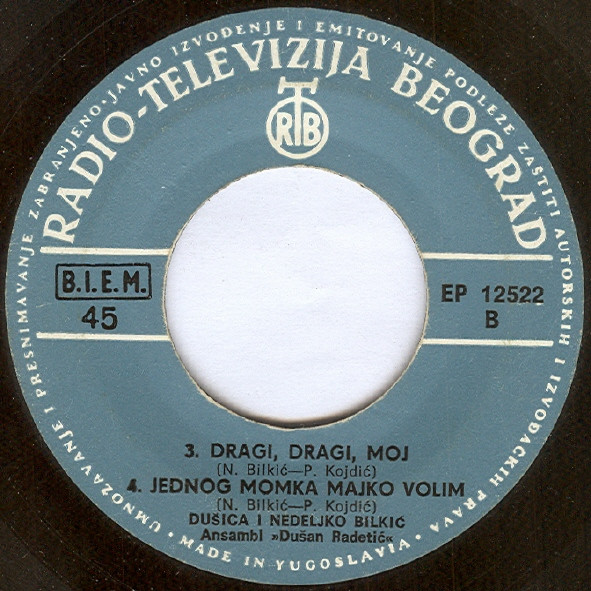 UMNOŽAVANJE I PRESNIMAVANJE ZABRANJENO · JAVNO IZVOĐENJE I EMITOVANJE PODLEŽE ZAŠTITI AUTORSKIH I IZVOĐAČKIH PRAVA ·
RADIO-TELEVIZIJA BEOGRAD
RTB
B.I.E.M.
45
EP 12522
B
3. DRAGI, DRAGI, MOJ
(N. Bilkić—P. Kojdić)
4. JEDNOG MOMKA MAJKO VOLIM
(N. Bilkić—P. Kojdić)
DUŠICA I NEDELJKO BILKIĆ
Ansambl »Dušan Radetić«
MADE IN YUGOSLAVIA